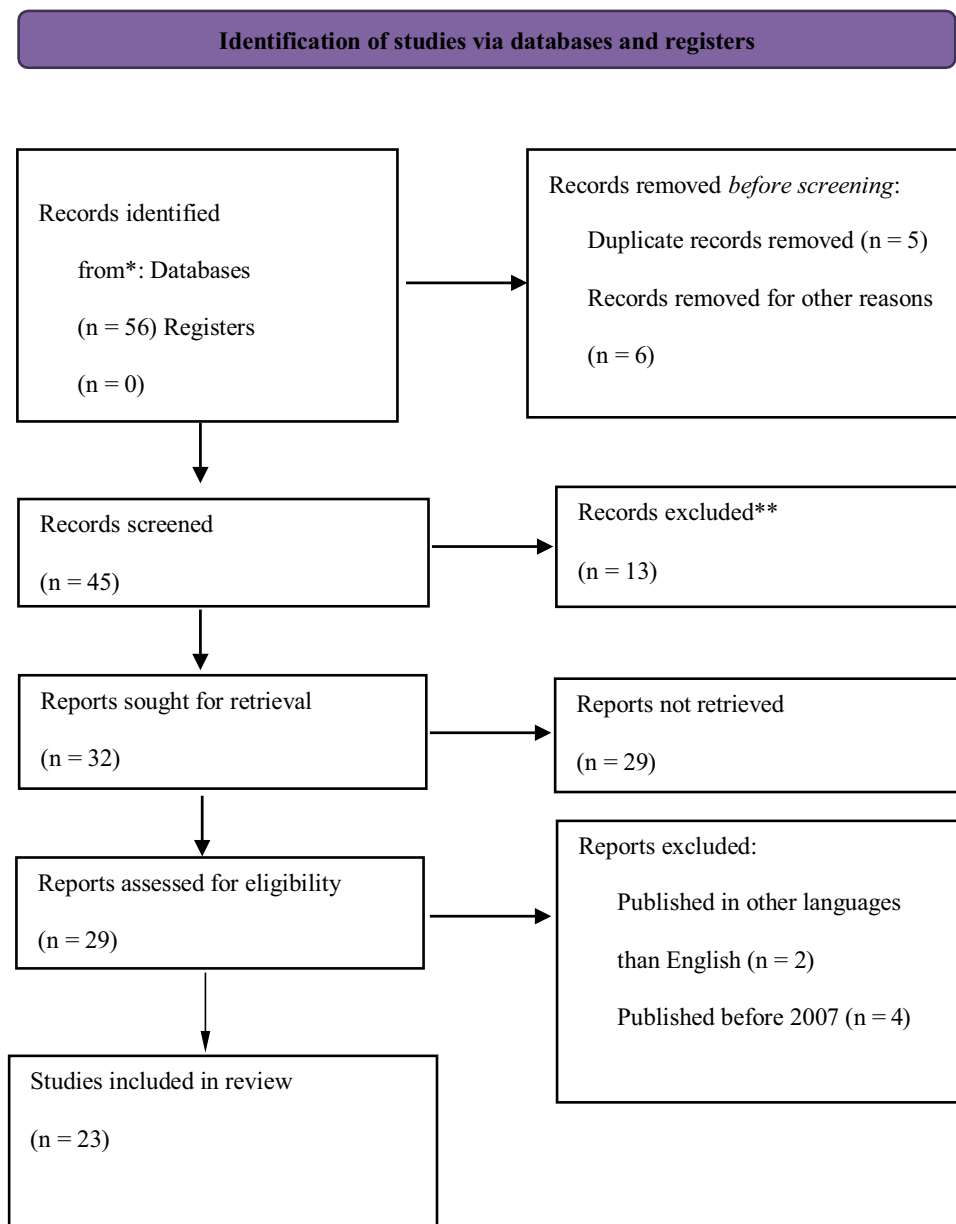 Identification of studies via databases and registers
Records identified
from*: Databases
(n = 56) Registers
(n = 0)
Records removed before screening:
Duplicate records removed (n = 5)
Records removed for other reasons
(n = 6)
Records screened
(n = 45)
Records excluded**
(n = 13)
Reports sought for retrieval
(n = 32)
Reports not retrieved
(n = 29)
Reports assessed for eligibility
(n = 29)
Reports excluded:
Published in other languages
than English (n = 2)
Published before 2007 (n = 4)
Studies included in review
(n = 23)